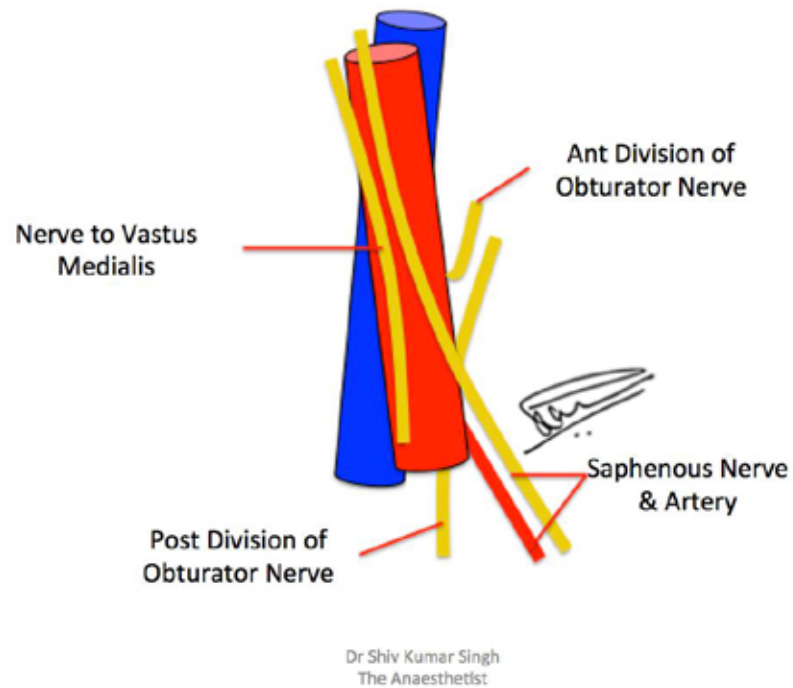 Ant Division of
Obturator Nerve
Nerve to Vastus
Medialis
Saphenous Nerve
& Artery
Post Division of
Obturator Nerve
Dr Shiv Kumar Singh
The Anaesthetist